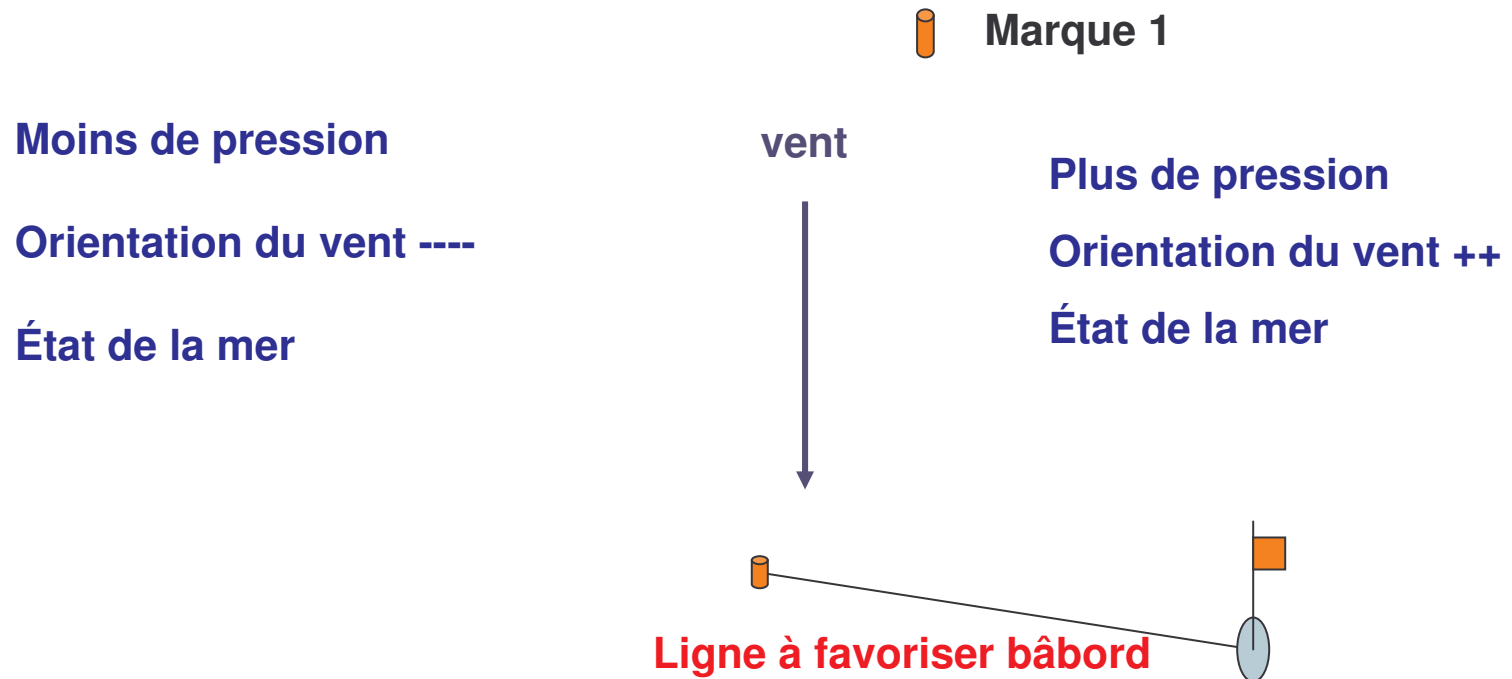 Marque 1
Moins de pression
vent
Plus de pression
Orientation du vent ----
Orientation du vent ++
État de la mer
État de la mer
Ligne à favoriser bâbord